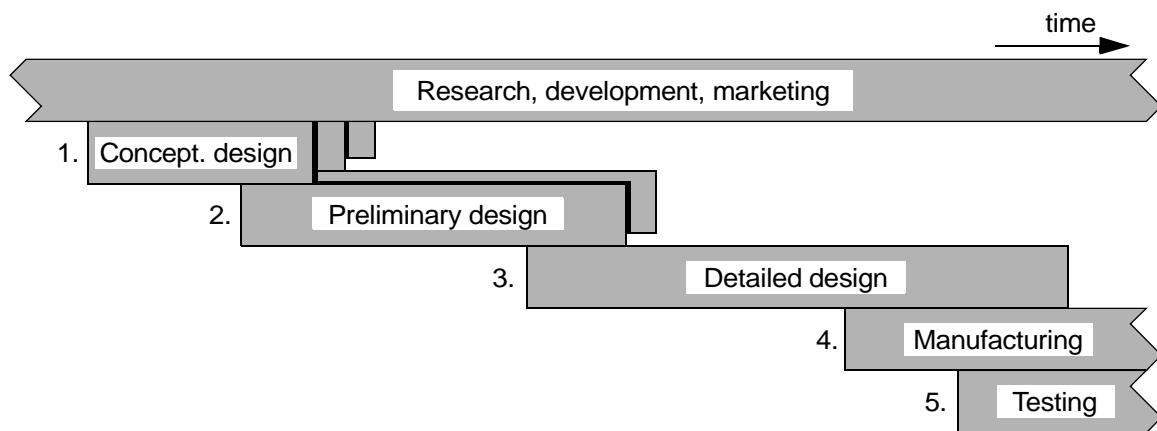 time
Research, development, marketing
1. Concept. design
2. Preliminary design
3. Detailed design
4. Manufacturing
5. Testing